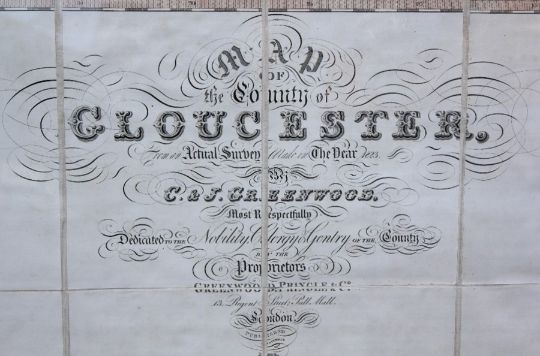 MAP
OF
the County of
GLOUCESTER,
From an Actual Survey Made in The Year 1823
By
C. & J. GREENWOOD.
Most Respectfully
Dedicated TO THE Nobility, Clergy & Gentry OF THE County
BY THE
Proprietors
GREENWOOD, PRINGLE & Co.
13, Regent Street, Pall Mall.
London
PUBLISHED